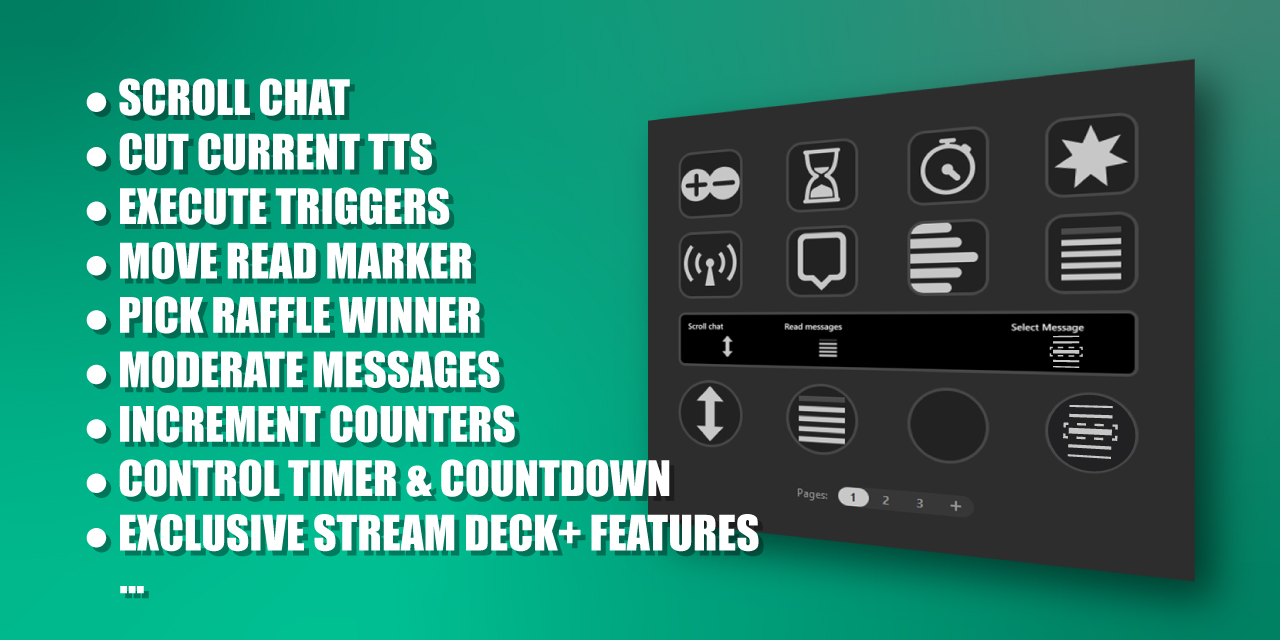 ● SCROLL CHAT
● CUT CURRENT TTS
● EXECUTE TRIGGERS
● MOVE READ MARKER
● PICK RAFFLE WINNER
● MODERATE MESSAGES
● INCREMENT COUNTERS
● CONTROL TIMER & COUNTDOWN
● EXCLUSIVE STREAM DECK+ FEATURES
...
Scroll chat
Read messages
Select Message
Pages: 1 2 3 +